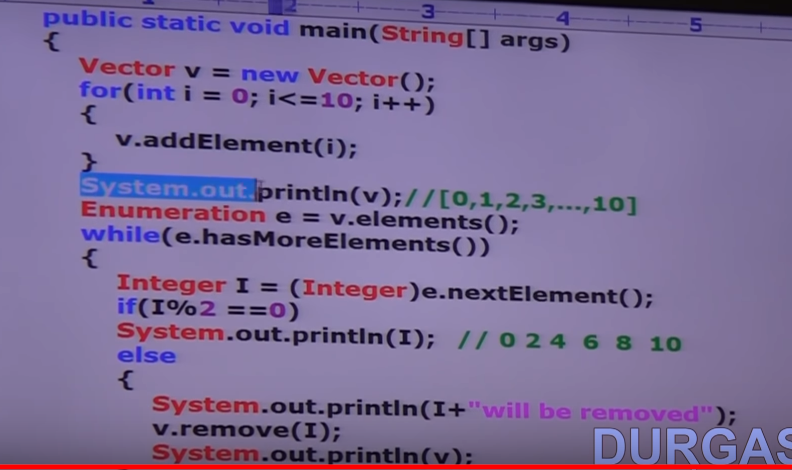 2 3 4 5
public static void main(String[] args)
{
Vector v = new Vector();
for(int i = 0; i<=10; i++)
{
v.addElement(i);
}
System.out.println(v);//[0,1,2,3,...,10]
Enumeration e = v.elements();
while(e.hasMoreElements())
{
Integer I = (Integer)e.nextElement();
if(I%2 ==0)
System.out.println(I); // 0 2 4 6 8 10
else
{
System.out.println(I+"will be removed");
v.remove(I);
System.out.println(v);
DURGAS